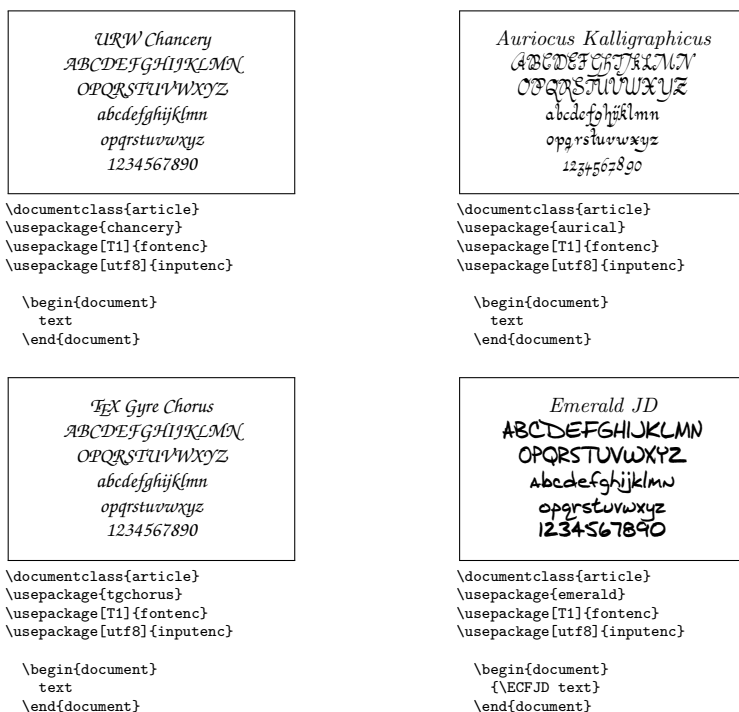 URW Chancery
ABCDEFGHIJKLMN
OPQRSTUVWXYZ
abcdefghijklmn
opqrstuvwxyz
1234567890
\documentclass{article}
\usepackage{chancery}
\usepackage[T1]{fontenc}
\usepackage[utf8]{inputenc}
\begin{document}
text
\end{document}
Auriocus Kalligraphicus
ABCDEFGHIJKLMN
OPQRSTUVWXYZ
abcdefghijklmn
opqrstuvwxyz
1234567890
\documentclass{article}
\usepackage{aurical}
\usepackage[T1]{fontenc}
\usepackage[utf8]{inputenc}
\begin{document}
text
\end{document}
TEX Gyre Chorus
ABCDEFGHIJKLMN
OPQRSTUVWXYZ
abcdefghijklmn
opqrstuvwxyz
1234567890
\documentclass{article}
\usepackage{tgchorus}
\usepackage[T1]{fontenc}
\usepackage[utf8]{inputenc}
\begin{document}
text
\end{document}
Emerald JD
ABCDEFGHIJKLMN
OPQRSTUVWXYZ
abcdefghijklmn
opqrstuvwxyz
1234567890
\documentclass{article}
\usepackage{emerald}
\usepackage[T1]{fontenc}
\usepackage[utf8]{inputenc}
\begin{document}
{\ECFJD text}
\end{document}